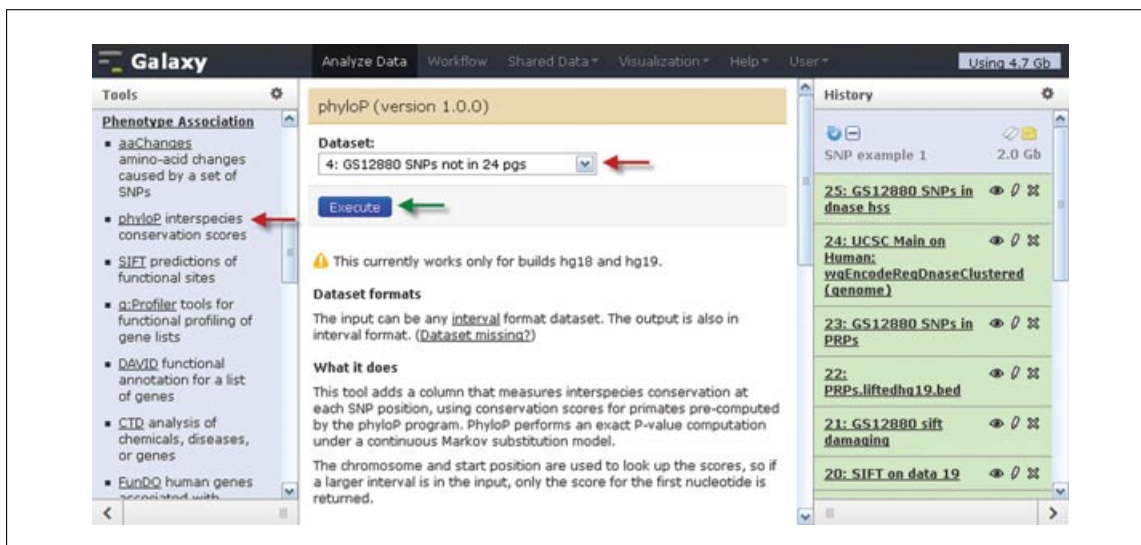 Galaxy
Analyze Data
Workflow
Shared Data
Visualization
Help
User
Using 4.7 Gb
Tools
Phenotype Association
aaChanges
amino-acid changes
caused by a set of
SNPs
phyloP interspecies
conservation scores
SIFT predictions of
functional sites
g:Profiler tools for
functional profiling of
gene lists
DAVID functional
annotation for a list
of genes
CTD analysis of
chemicals, diseases,
or genes
FunDO human genes
associated with
phyloP (version 1.0.0)
Dataset:
4: GS12880 SNPs not in 24 pgs
Execute
This currently works only for builds hg18 and hg19.
Dataset formats
The input can be any interval format dataset. The output is also in
interval format. (Dataset missing?)
What it does
This tool adds a column that measures interspecies conservation at
each SNP position, using conservation scores for primates pre-computed
by the phyloP program. PhyloP performs an exact P-value computation
under a continuous Markov substitution model.
The chromosome and start position are used to look up the scores, so if
a larger interval is in the input, only the score for the first nucleotide is
returned.
History
SNP example 1
2.0 Gb
25: GS12880 SNPs in
dnase hss
24: UCSC Main on
Human:
wgEncodeRegDnaseClustered
(genome)
23: GS12880 SNPs in
PRPs
22:
PRPs.liftedhg19.bed
21: GS12880 sift
damaging
20: SIFT on data 19